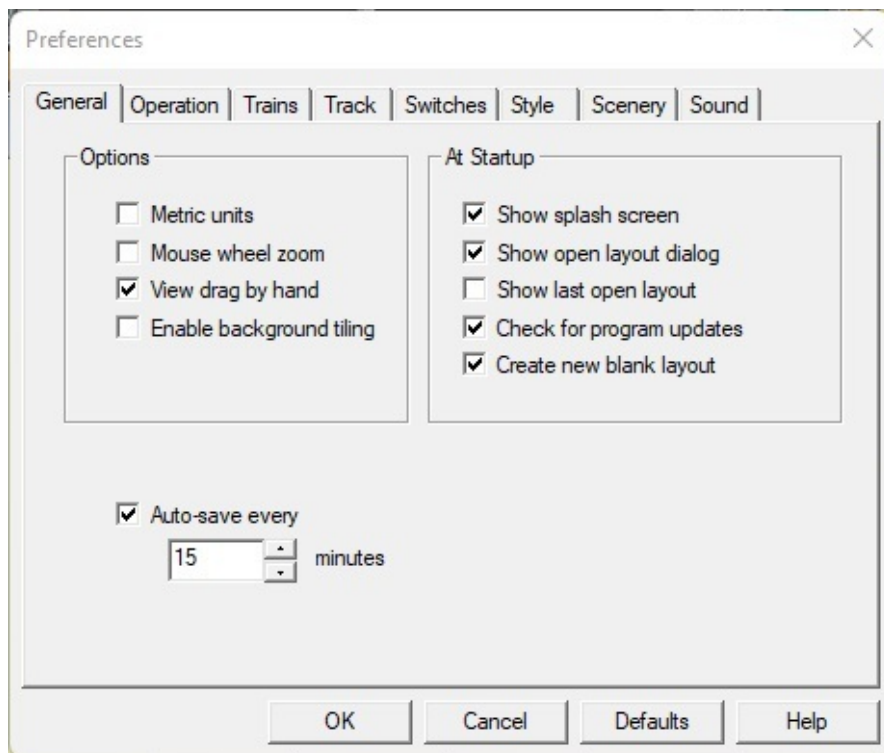 Preferences
General Operation Trains Track Switches Style Scenery Sound
Options
Metric units
Mouse wheel zoom
View drag by hand
Enable background tiling
At Startup
Show splash screen
Show open layout dialog
Show last open layout
Check for program updates
Create new blank layout
Auto-save every
15 minutes
OK Cancel Defaults Help